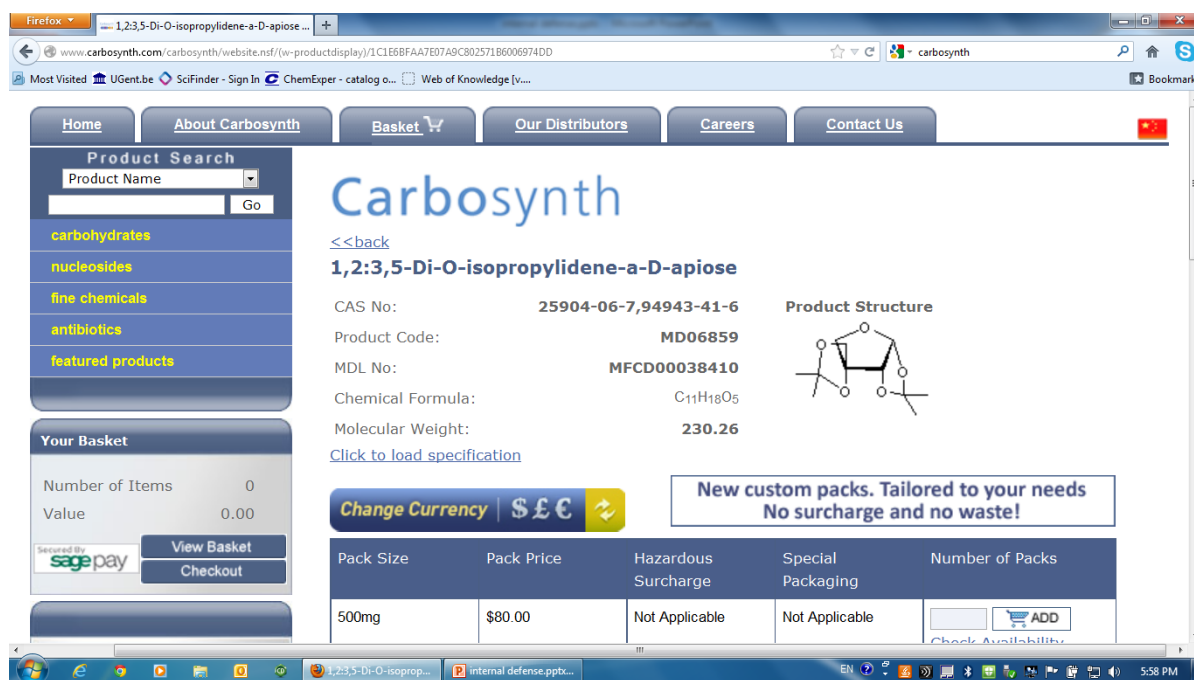 Firefox
1,2:3,5-Di-O-isopropylidene-a-D-apiose ...
www.carbosynth.com/carbosynth/website.nsf/(w-productdisplay)/1C1E6BFAA7E07A9C802571B6006974DD
carbosynth
Most Visited UGent.be SciFinder - Sign In ChemExper - catalog o... Web of Knowledge [v....
Bookmark
Home About Carbosynth Basket Our Distributors Careers Contact Us
Product Search
Product Name
Go
carbohydrates
nucleosides
fine chemicals
antibiotics
featured products
Your Basket
Number of Items 0
Value 0.00
Secured By
sagepay
View Basket
Checkout
Carbosynth
<<back
1,2:3,5-Di-O-isopropylidene-a-D-apiose
CAS No: 25904-06-7,94943-41-6
Product Structure
Product Code: MD06859
MDL No: MFCD00038410
Chemical Formula: C11H18O5
Molecular Weight: 230.26
Click to load specification
O
O
O
O
O
Change Currency | $ £ €
New custom packs. Tailored to your needs
No surcharge and no waste!
Pack Size Pack Price Hazardous Surcharge Special Packaging Number of Packs
500mg $80.00 Not Applicable Not Applicable ADD
Check Availability
1,2:3,5-Di-O-isoprop...
internal defense.pptx...
EN
5:58 PM